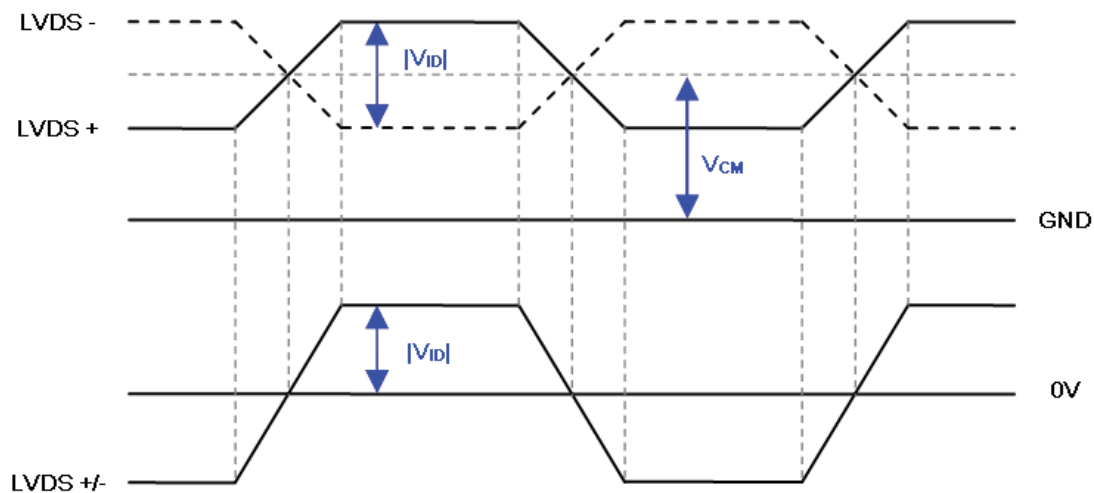 LVDS -
|VID|
LVDS +
VCM
GND
|VID|
0V
LVDS +/-